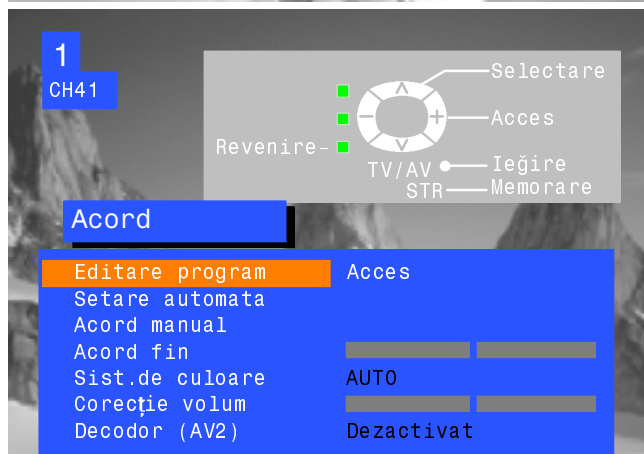 1
CH41
Selectare
Acces
Revenire-
TV/AV
Ieğire
STR
Memorare
Acord
Editare program Acces
Setare automata
Acord manual
Acord fin
Sist.de culoare AUTO
Corecţie volum
Decodor (AV2) Dezactivat